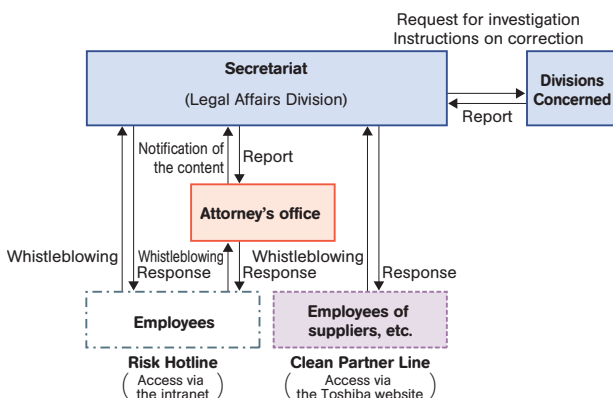 Request for investigation
Instructions on correction
Secretariat
(Legal Affairs Division)
Divisions
Concerned
Report
Notification of
the content
Report
Attorney's office
Whistleblowing
Response
Whistleblowing
Response
Whistleblowing
Response
Employees
Employees of
suppliers, etc.
Risk Hotline
(Access via
the intranet)
Clean Partner Line
(Access via
the Toshiba website)